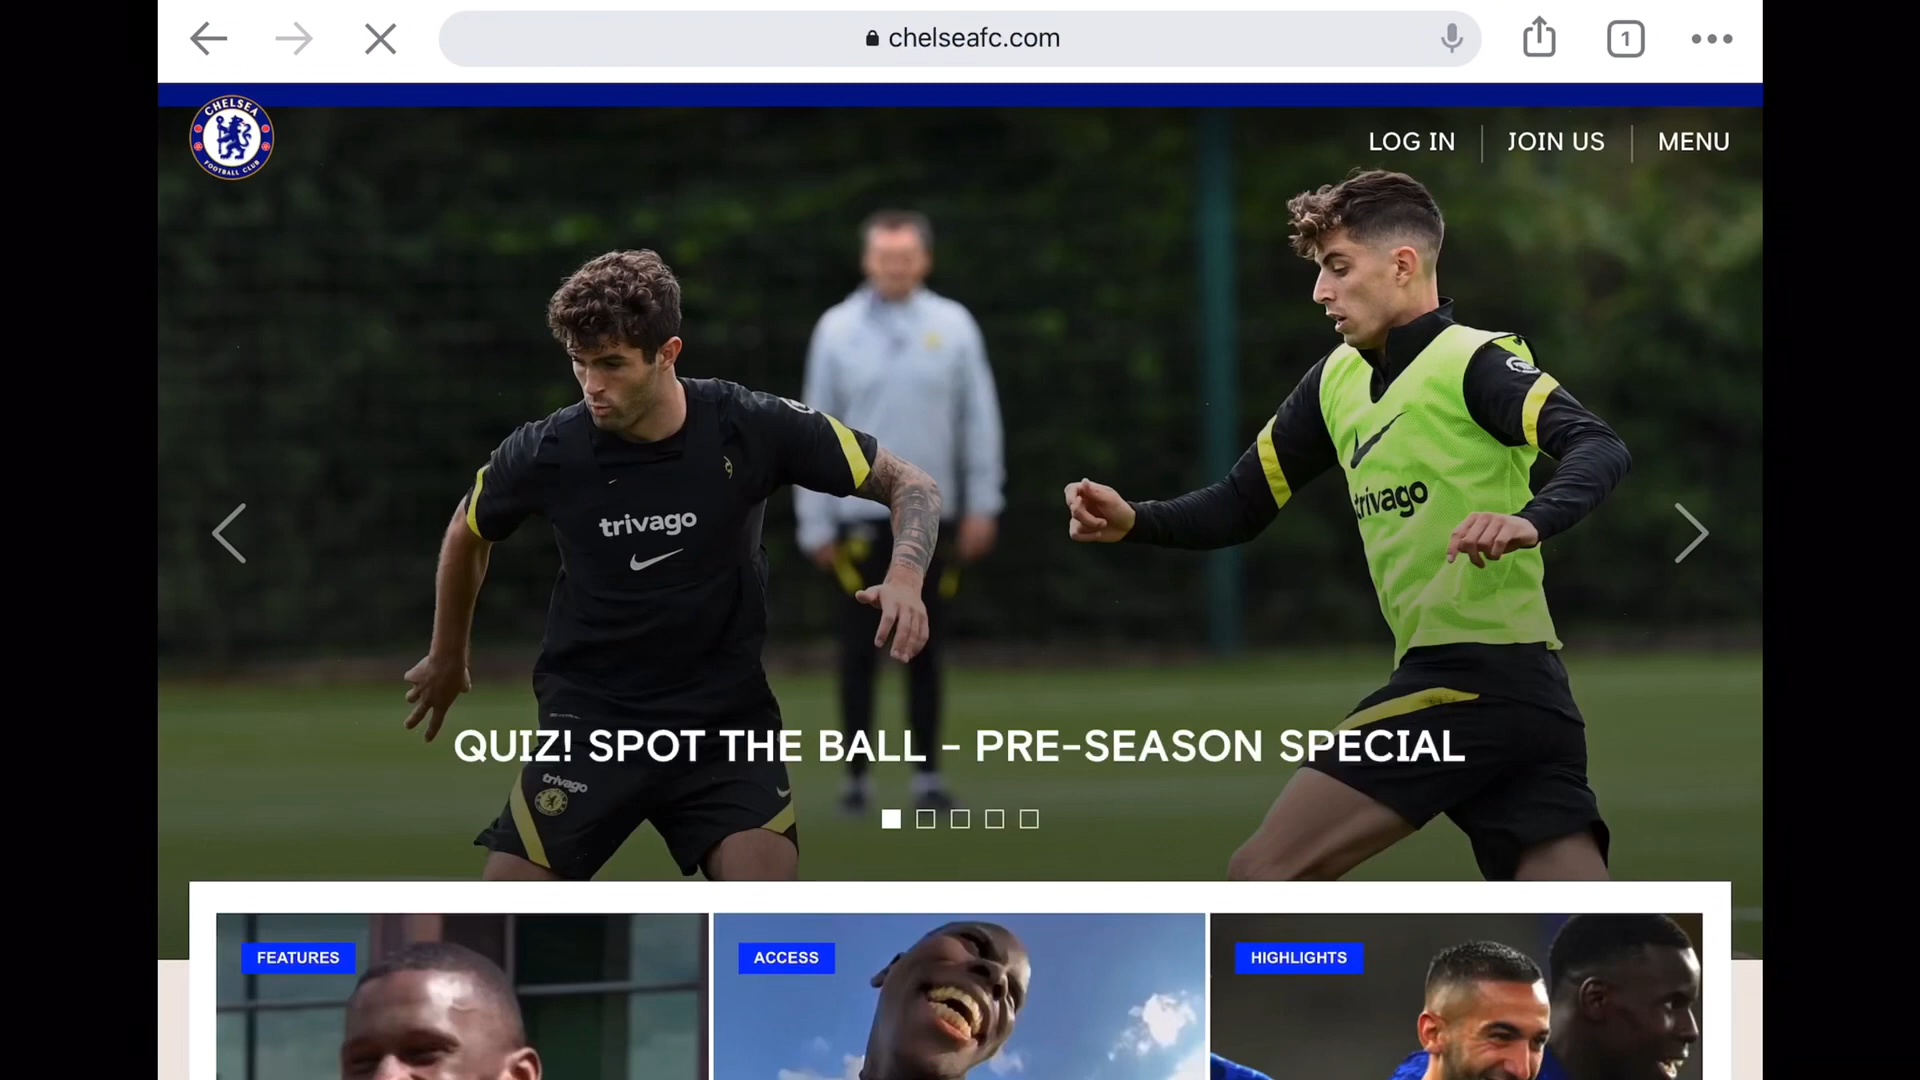 chelseafc.com
1
CHELSEA
FOOTBALL CLUB
LOG IN
JOIN US
MENU
trivago
trivago
trivago
QUIZ! SPOT THE BALL - PRE-SEASON SPECIAL
FEATURES
ACCESS
HIGHLIGHTS